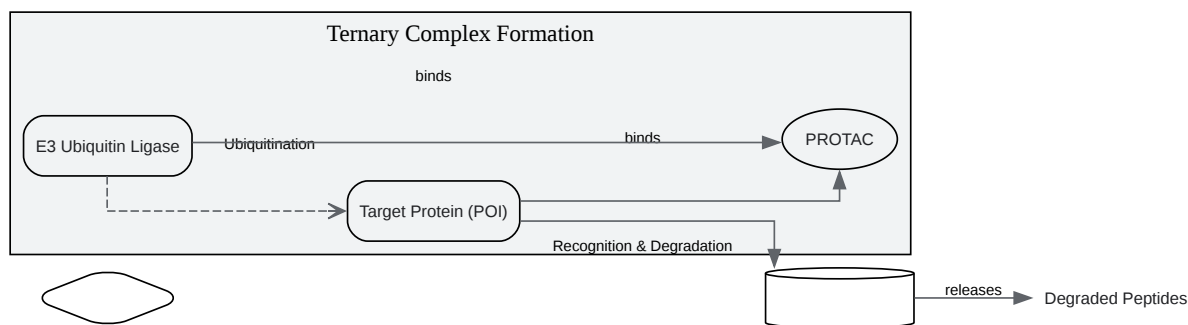 Ternary Complex Formation
binds
E3 Ubiquitin Ligase
Ubiquitination
binds
PROTAC
Target Protein (POI)
Recognition & Degradation
releases
Degraded Peptides